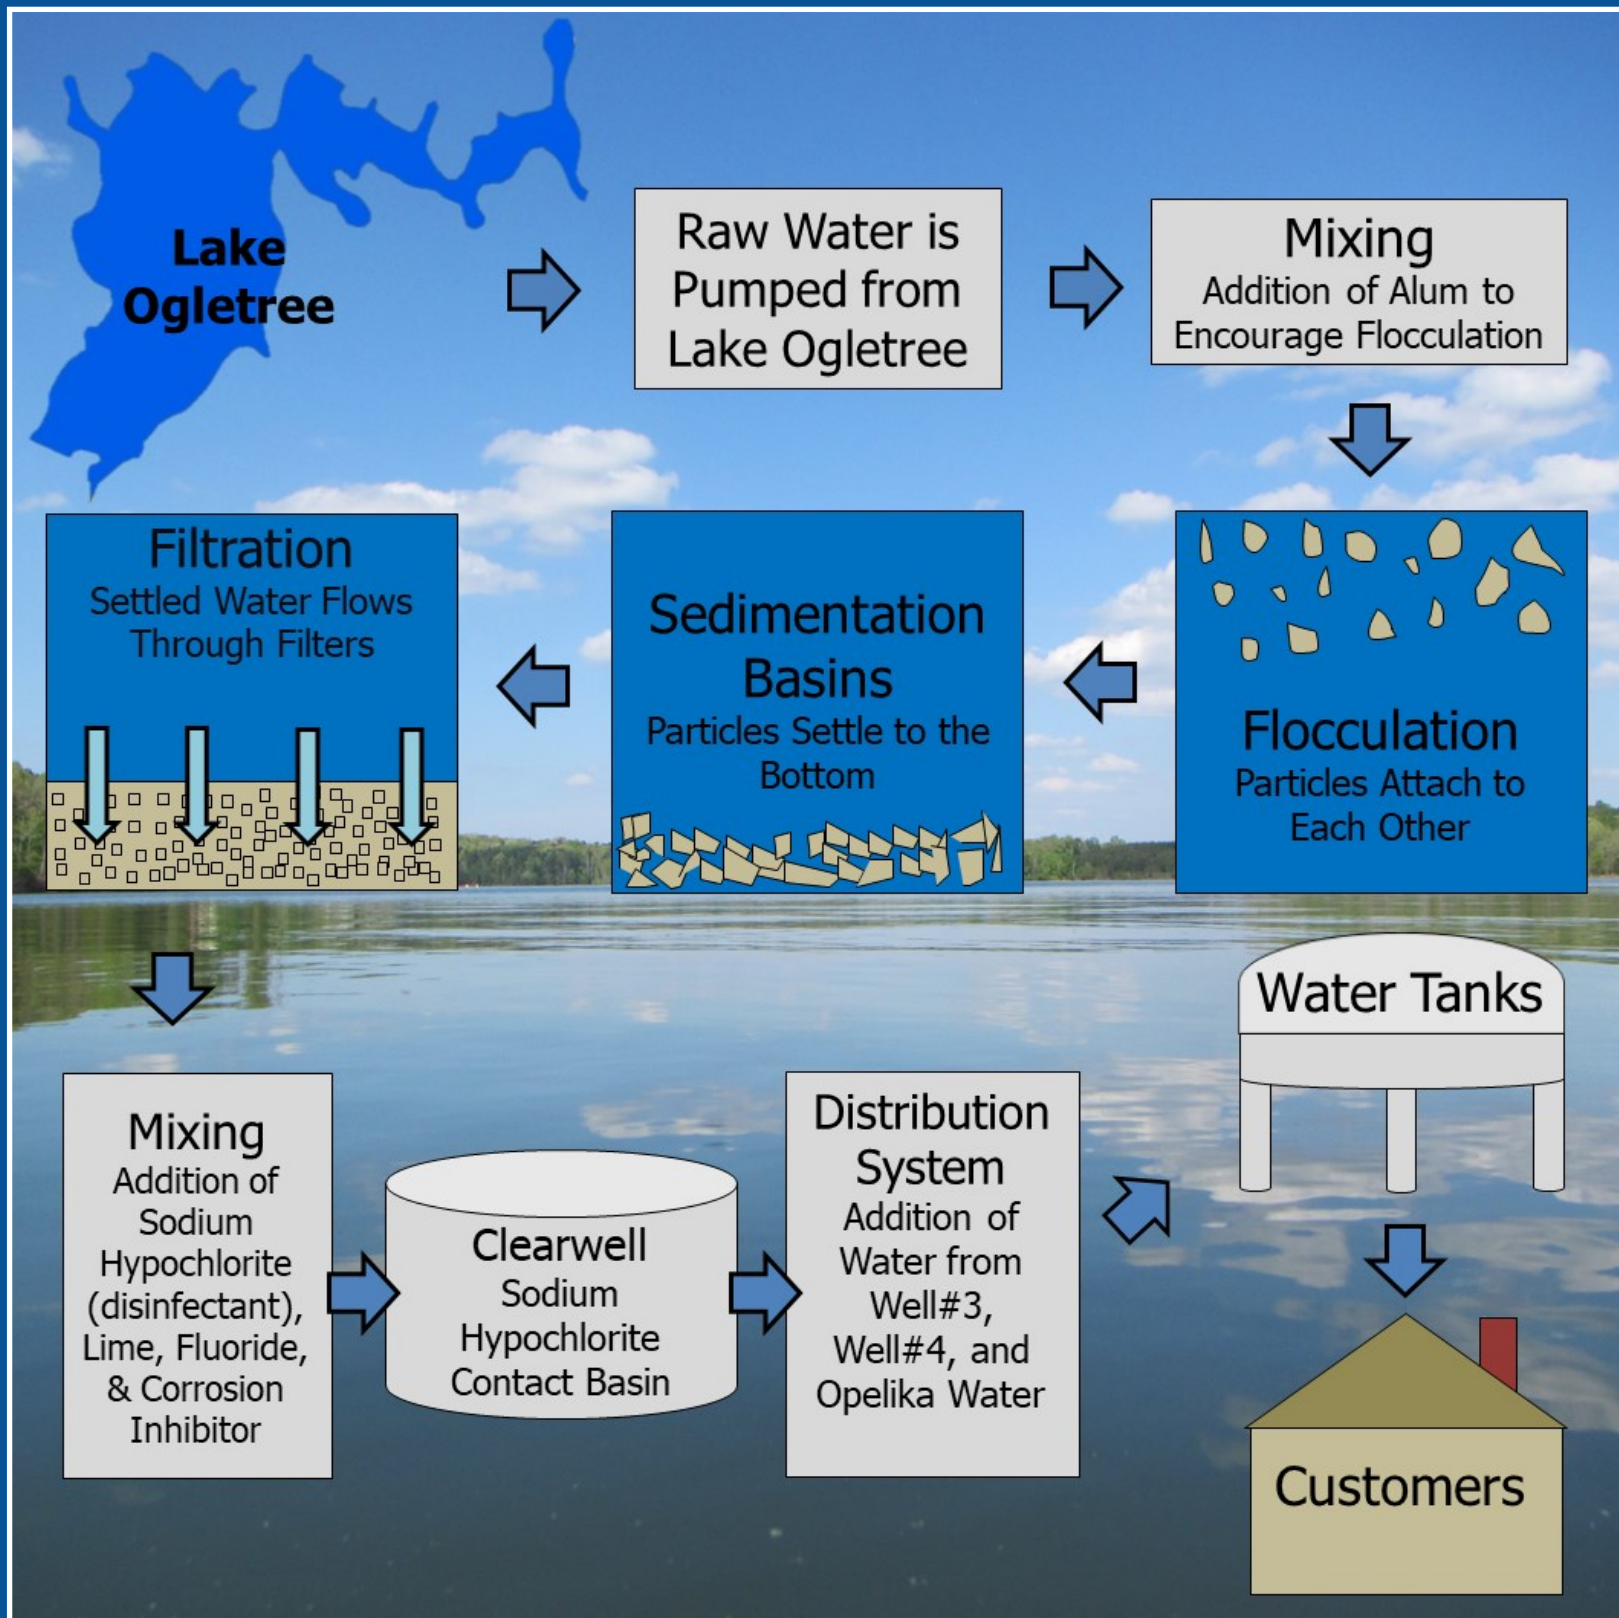 Lake
Ogletree
Raw Water is
Pumped from
Lake Ogletree
Mixing
Addition of Alum to
Encourage Flocculation
Flocculation
Particles Attach to
Each Other
Sedimentation
Basins
Particles Settle to the
Bottom
Filtration
Settled Water Flows
Through Filters
Mixing
Addition of
Sodium
Hypochlorite
(disinfectant),
Lime, Fluoride,
& Corrosion
Inhibitor
Clearwell
Sodium
Hypochlorite
Contact Basin
Distribution
System
Addition of
Water from
Well#3,
Well#4, and
Opelika Water
Water Tanks
Customers